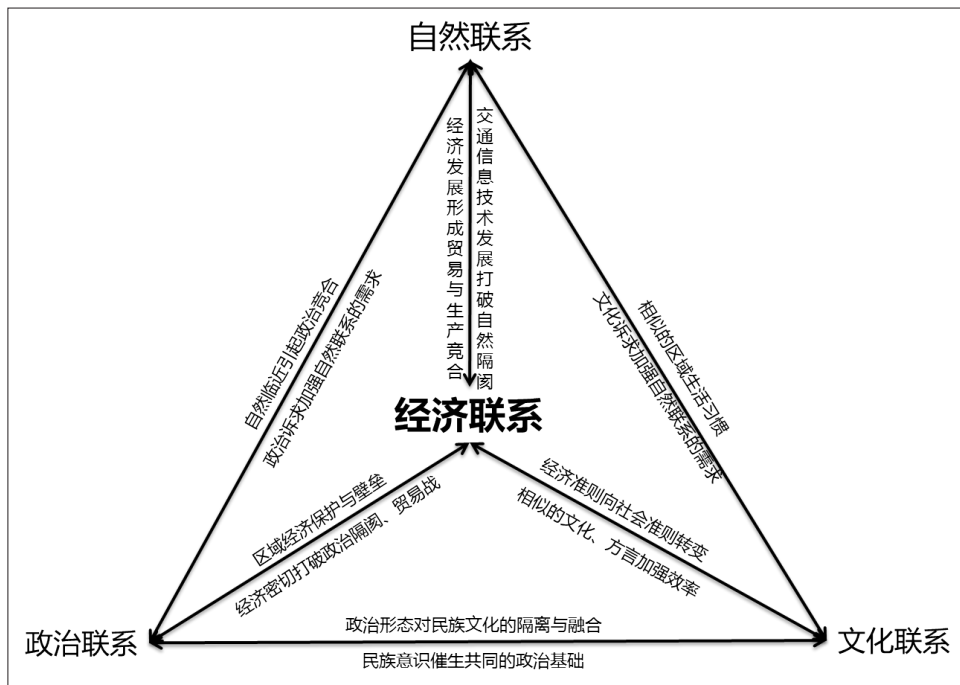 自然联系
经济发展形成贸易与生产竞合
交通信息技术发展打破自然隔阂
自然临近引起政治竞合
政治诉求加强自然联系的需求
相似的区域生活习惯
文化诉求加强自然联系的需求
经济联系
区域经济保护与壁垒
经济密切打破政治隔阂、贸易战
经济准则向社会准则转变
相似的文化、方言加强效率
政治联系
政治形态对民族文化的隔离与融合
民族意识催生共同的政治基础
文化联系